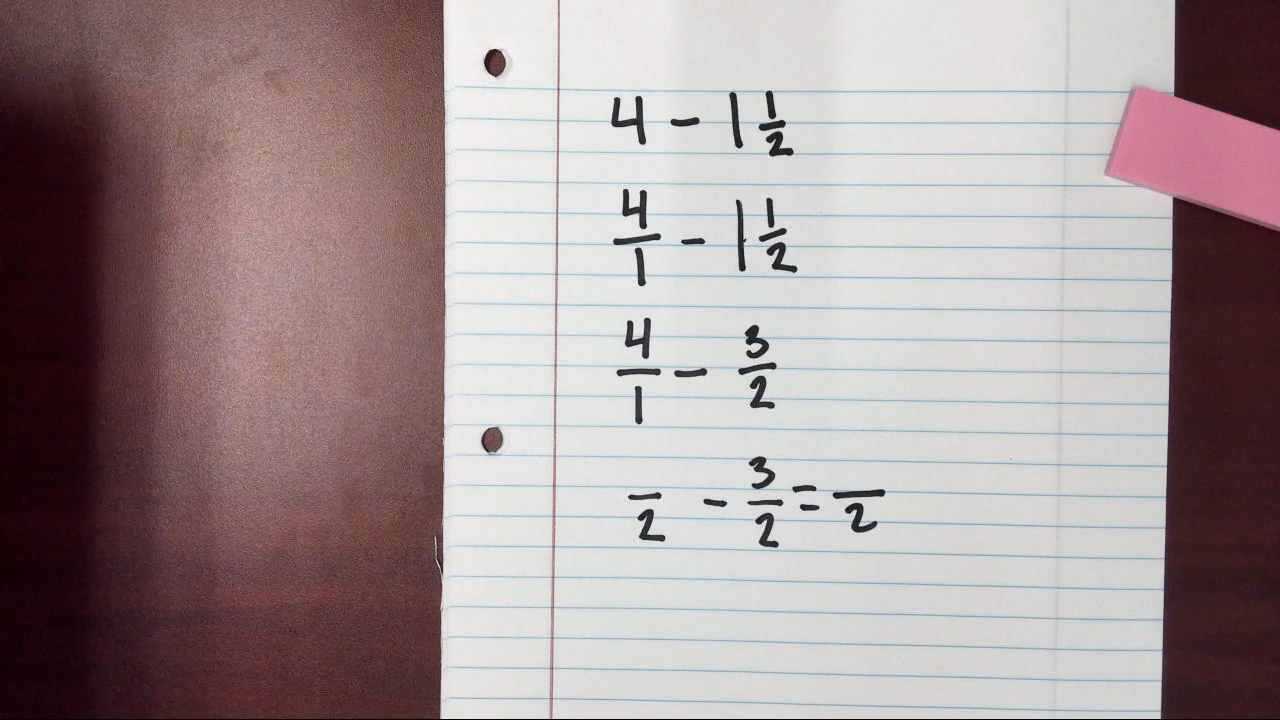 4 - 1 1/2
4/1 - 1 1/2
4/1 - 3/2
/2 - 3/2 = /2